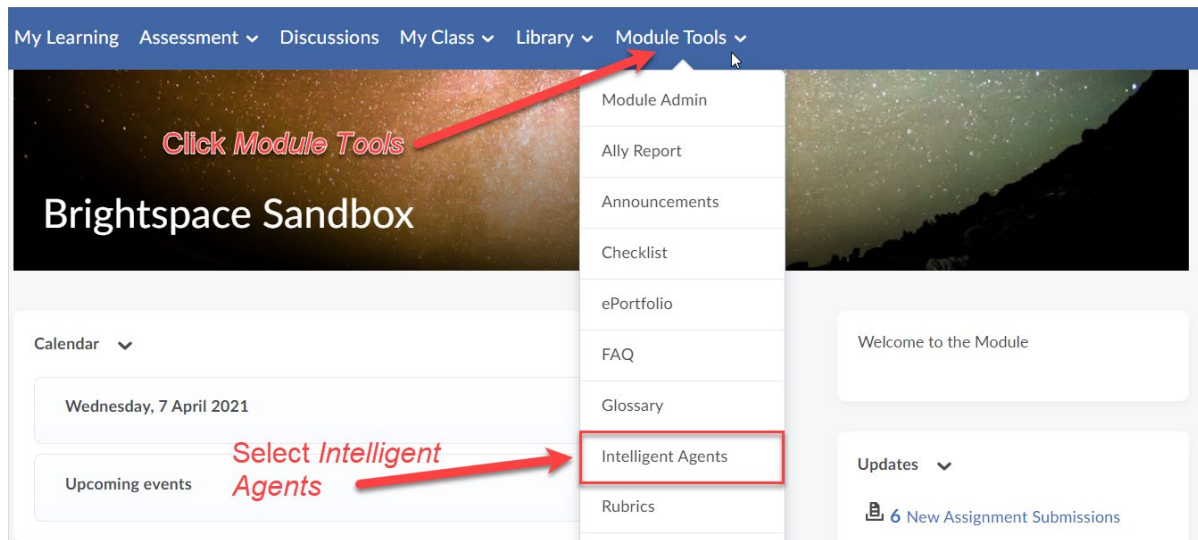 My Learning Assessment Discussions My Class Library Module Tools
Click Module Tools
Brightspace Sandbox
Module Admin
Ally Report
Announcements
Checklist
ePortfolio
FAQ
Glossary
Intelligent Agents
Rubrics
Calendar
Wednesday, 7 April 2021
Select Intelligent
Agents
Upcoming events
Welcome to the Module
Updates
6 New Assignment Submissions